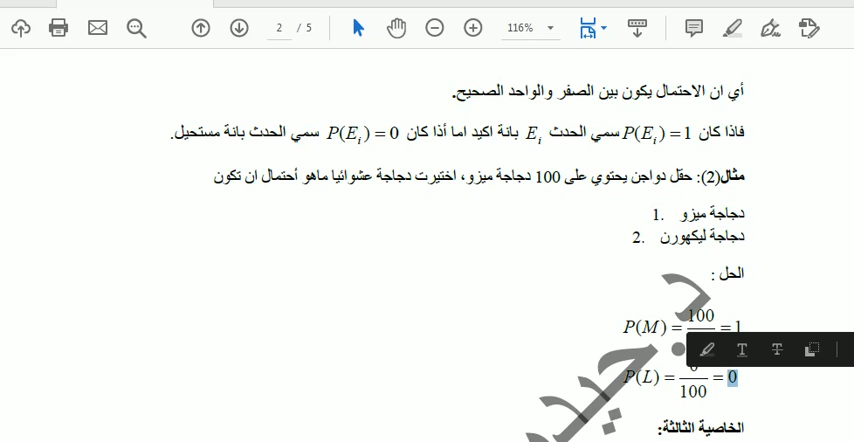 2 / 5
116%
أي ان الاحتمال يكون بين الصفر والواحد الصحيح.
فاذا كان P(E_i) = 1 سمي الحدث E_i بانة اكيد اما أذا كان P(E_i) = 0 سمي الحدث بانة مستحيل.
مثال(2): حقل دواجن يحتوي على 100 دجاجة ميزو، اختيرت دجاجة عشوائيا ماهو أحتمال ان تكون
1. دجاجة ميزو
2. دجاجة ليكهورن
الحل :
P(M) = 100 = 1
P(L) = 0/100 = 0
الخاصية الثالثة: